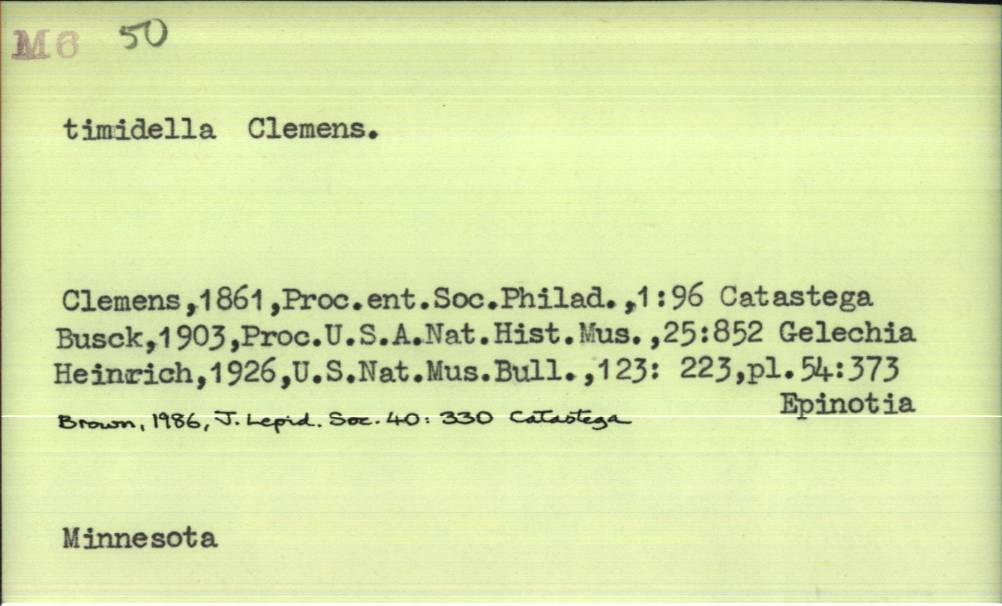 M6 50
timidella Clemens.
Clemens,1861,Proc.ent.Soc.Philad.,1:96 Catastega
Busck,1903,Proc.U.S.A.Nat.Hist.Mus.,25:852 Gelechia
Heinrich,1926,U.S.Nat.Mus.Bull.,123: 223,pl.54:373
Epinotia
Brown, 1986, J. Lepid. Soc. 40: 330 Catastega
Minnesota